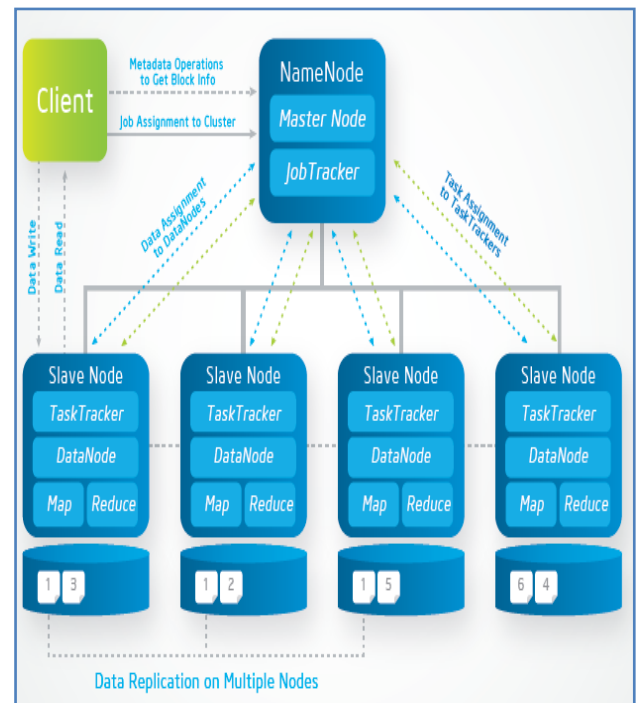 Client
Metadata Operations
to Get Block Info
Job Assignment to Cluster
NameNode
Master Node
JobTracker
Data Write
Data Read
Data Assignment
to DataNodes
Task Assignment
to TaskTrackers
Slave Node
TaskTracker
DataNode
Map Reduce
1 3
Slave Node
TaskTracker
DataNode
Map Reduce
1 2
Slave Node
TaskTracker
DataNode
Map Reduce
1 5
Slave Node
TaskTracker
DataNode
Map Reduce
6 4
Data Replication on Multiple Nodes